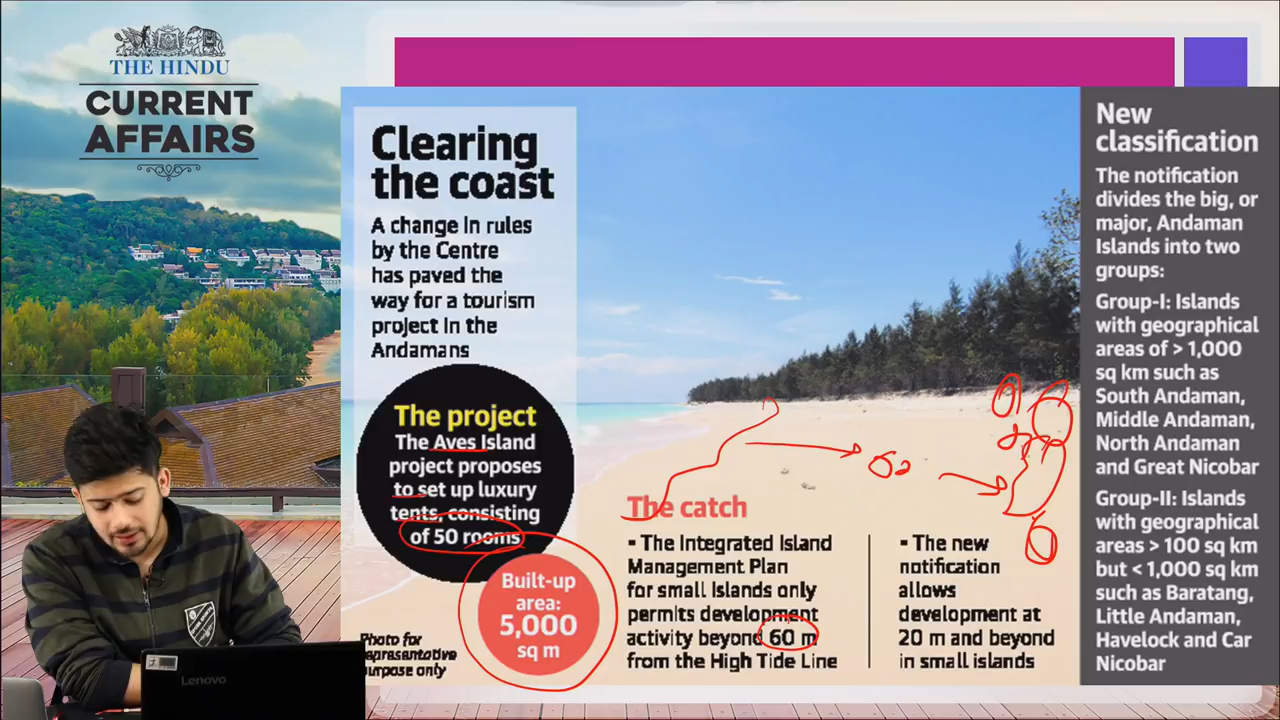 THE HINDU
CURRENT
AFFAIRS
Clearing
the coast
A change in rules
by the Centre
has paved the
way for a tourism
project in the
Andamans
The project
The Aves Island
project proposes
to set up luxury
tents, consisting
of 50 rooms
Built-up
area:
5,000
sq m
Photo for
representative
purpose only
60
The catch
▪ The Integrated Island
Management Plan
for small islands only
permits development
activity beyond 60 m
from the High Tide Line
▪ The new
notification
allows
development at
20 m and beyond
in small islands
New
classification
The notification
divides the big, or
major, Andaman
Islands into two
groups:
Group-I: Islands
with geographical
areas of > 1,000
sq km such as
South Andaman,
Middle Andaman,
North Andaman
and Great Nicobar
Group-II: Islands
with geographical
areas > 100 sq km
but < 1,000 sq km
such as Baratang,
Little Andaman,
Havelock and Car
Nicobar
Lenovo